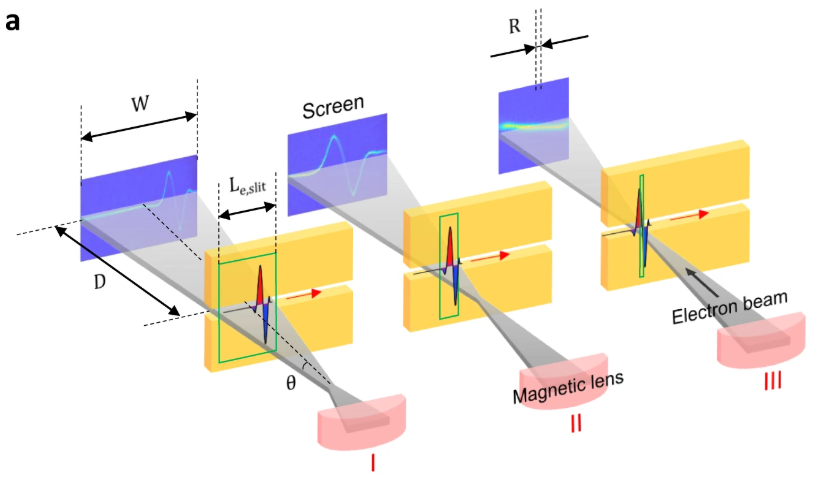 a
R
W
Screen
L e,slit
D
Electron beam
θ
Magnetic lens
III
II
I